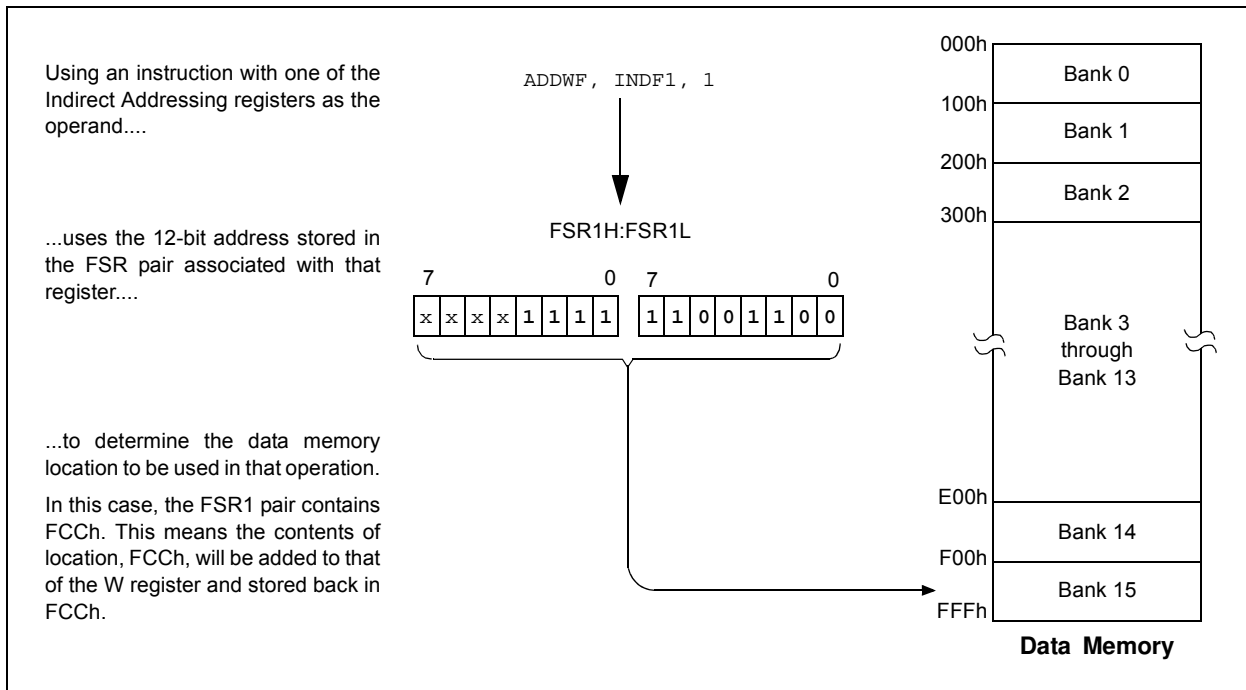 Using an instruction with one of the
Indirect Addressing registers as the
operand....
ADDWF, INDF1, 1
...uses the 12-bit address stored in
the FSR pair associated with that
register....
FSR1H:FSR1L
7 0 7 0
x x x x 1 1 1 1 1 1 0 0 1 1 0 0
...to determine the data memory
location to be used in that operation.
In this case, the FSR1 pair contains
FCCh. This means the contents of
location, FCCh, will be added to that
of the W register and stored back in
FCCh.
000h
Bank 0
100h
Bank 1
200h
Bank 2
300h
Bank 3
through
Bank 13
E00h
Bank 14
F00h
Bank 15
FFFh
Data Memory